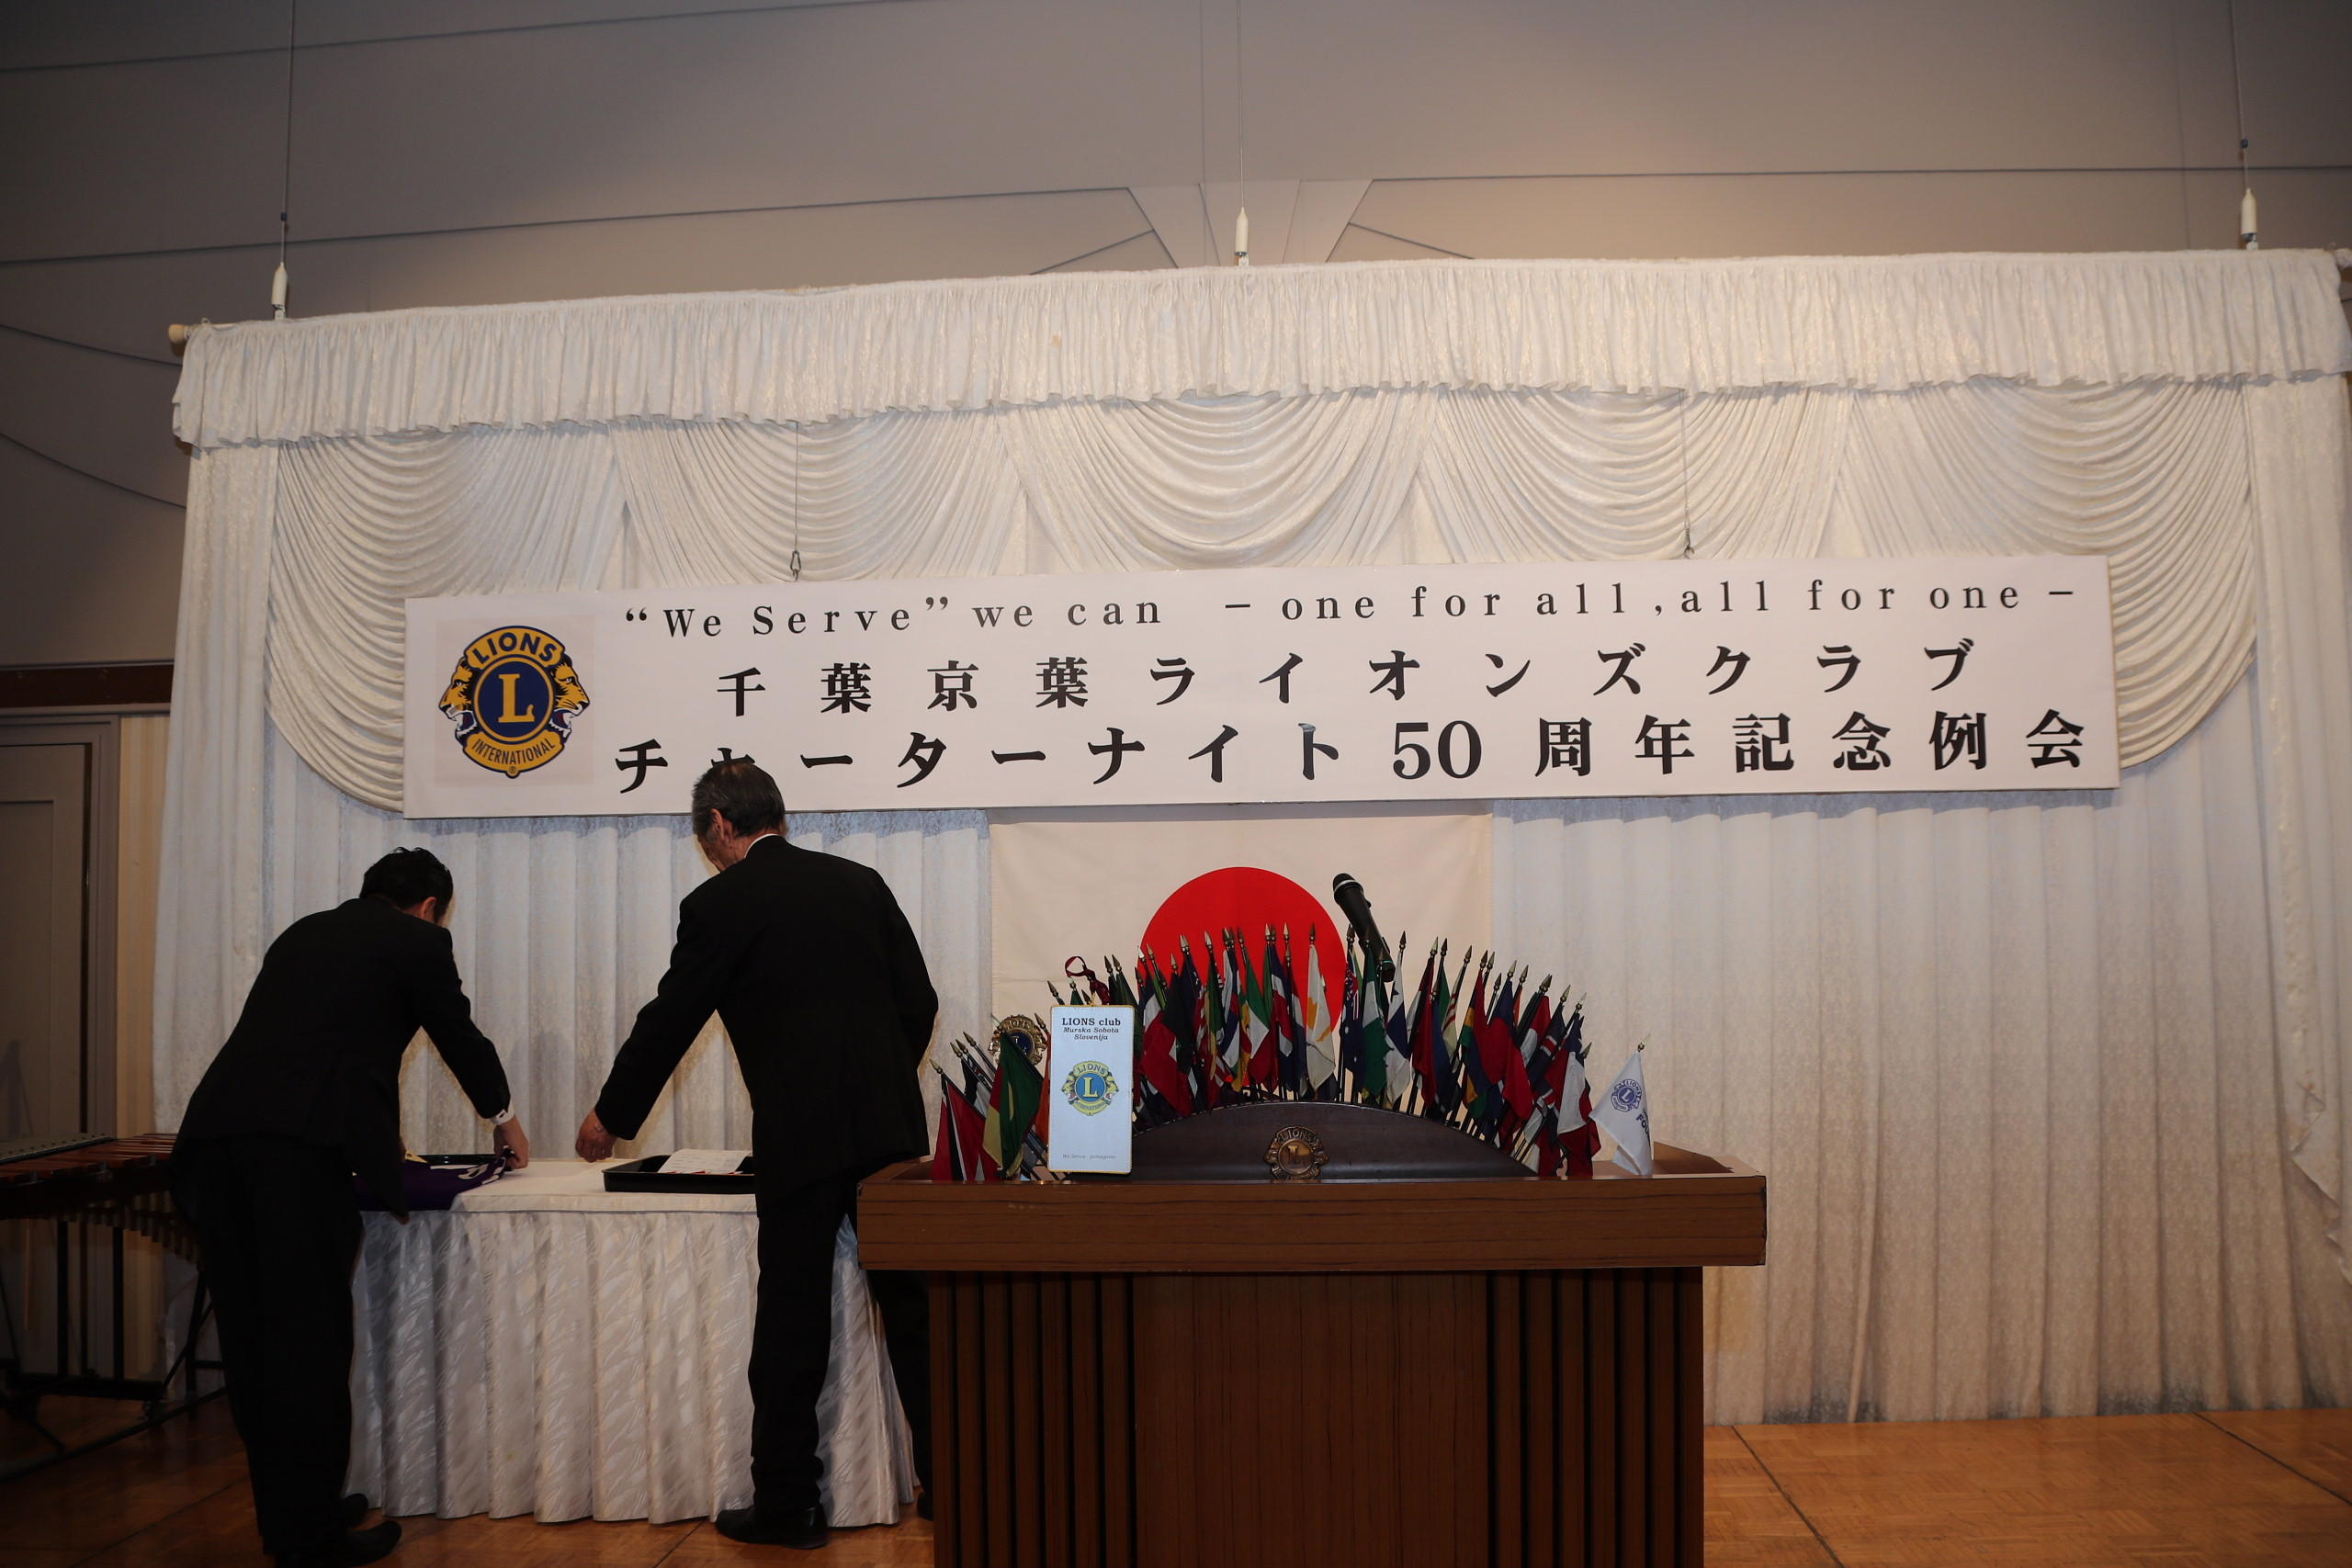 “We Serve” we can －one for all,all for one－
千葉京葉ライオンズクラブ
チャーターナイト50周年記念例会
LIONS
L
INTERNATIONAL
LIONS club
Murska Sobota
Slovenija
LIONS
L
LIONS
L